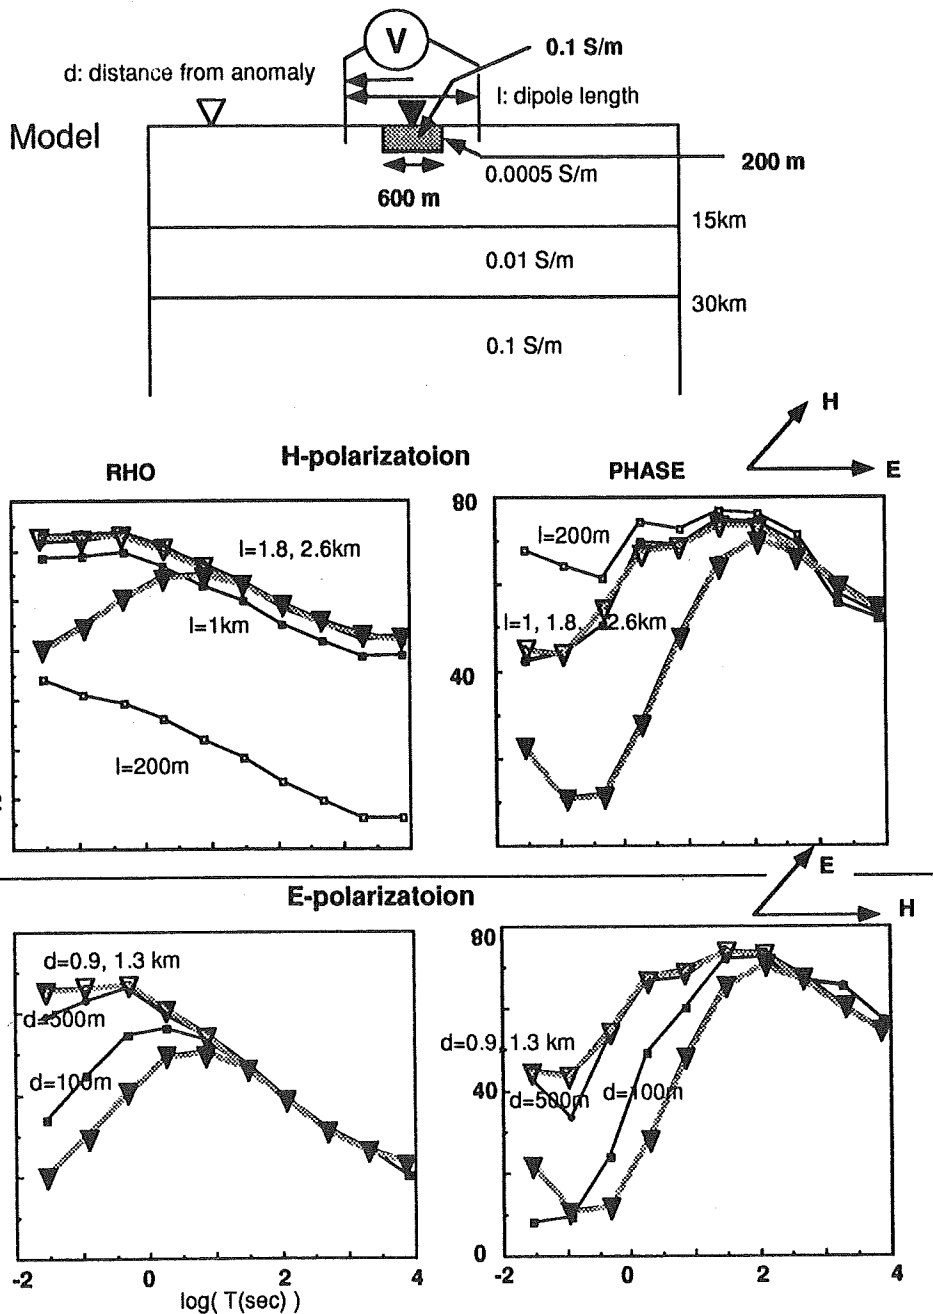 V
0.1 S/m
d: distance from anomaly
l: dipole length
Model
0.0005 S/m
200 m
600 m
15km
0.01 S/m
30km
0.1 S/m
H
E
H-polarizatoion
RHO
PHASE
80
40
l=1.8, 2.6km
l=1km
l=200m
l=200m
l=1, 1.8, 2.6km
E
H
E-polarizatoion
d=0.9, 1.3 km
d=500m
d=100m
80
40
0
d=0.9, 1.3 km
d=500m
d=100m
-2 0 2 4
-2 0 2 4
log( T(sec) )